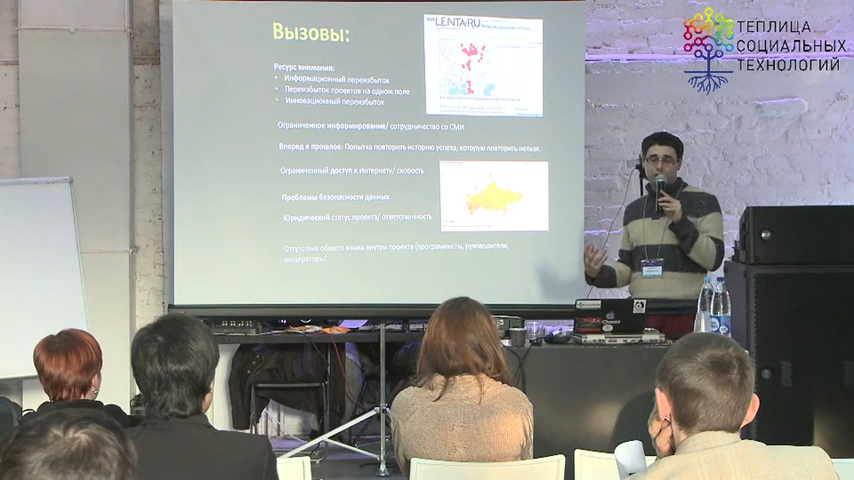 Вызовы:
LENTA.RU
Ресурс внимания:
• Информационный переизбыток
• Переизбыток проектов на одном поле
• Инновационный переизбыток
Ограниченное информирование/ сотрудничество со СМИ
Вперед в прошлое: Попытка повторить историю успеха, которую повторить нельзя.
Ограниченный доступ к Интернету/ скорость
Проблемы безопасности данных
Юридический статус проекта/ ответственность
Отсутствие общего языка внутри проекта (программисты, руководители,
модераторы)
ТЕПЛИЦА
СОЦИАЛЬНЫХ
ТЕХНОЛОГИЙ